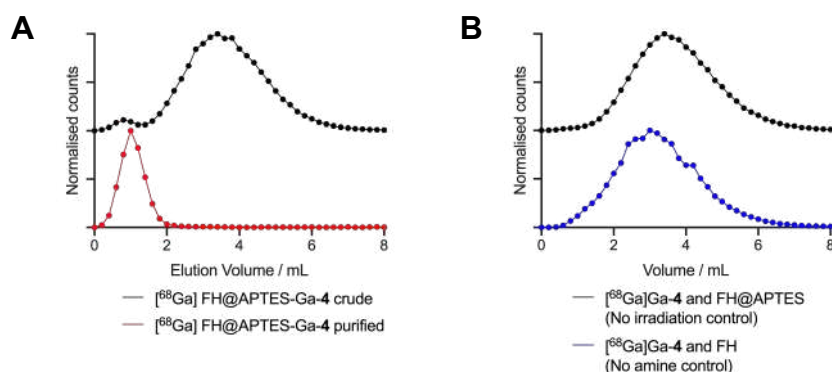 A
Normalised counts
0 2 4 6 8
Elution Volume / mL
[⁶⁸Ga] FH@APTES-Ga-4 crude
[⁶⁸Ga] FH@APTES-Ga-4 purified
B
Normalised counts
0 2 4 6 8
Volume / mL
[⁶⁸Ga]Ga-4 and FH@APTES
(No irradiation control)
[⁶⁸Ga]Ga-4 and FH
(No amine control)